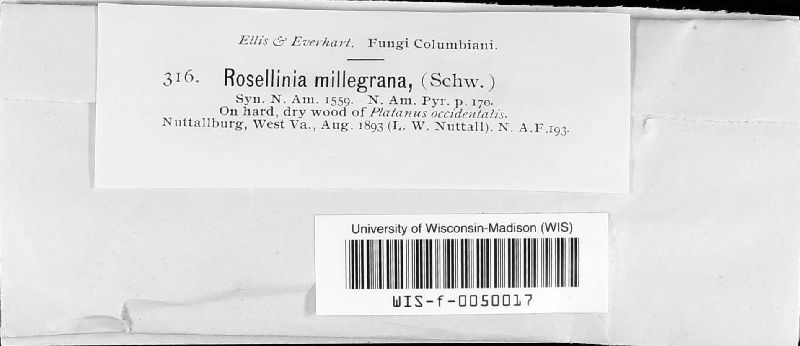 Ellis & Everhart. Fungi Columbiani.
316. Rosellinia millegrana, (Schw.)
Syn. N. Am. 1559. N. Am. Pyr. p. 170.
On hard, dry wood of Platanus occidentalis.
Nuttallburg, West Va., Aug. 1893 (L. W. Nuttall). N. A.F.193.
University of Wisconsin-Madison (WIS)
WIS-f-0050017